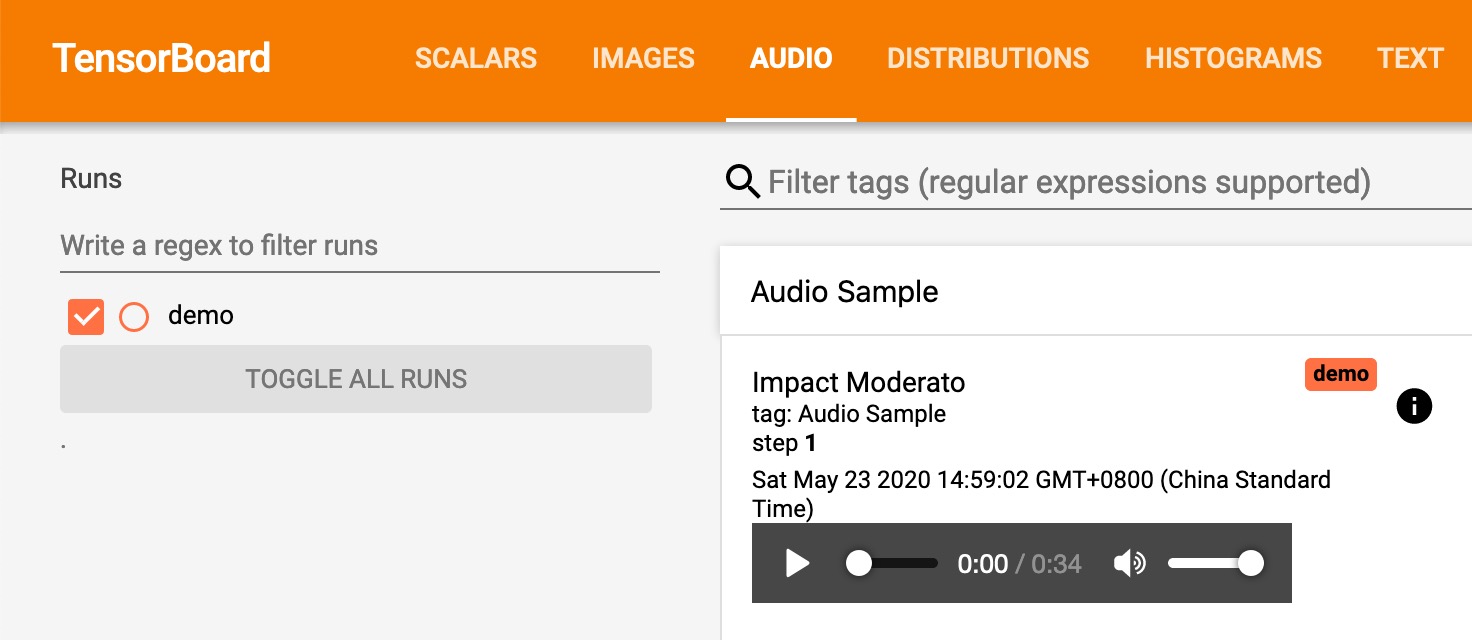 TensorBoard SCALARS IMAGES AUDIO DISTRIBUTIONS HISTOGRAMS TEXT
Runs
Write a regex to filter runs
demo
TOGGLE ALL RUNS
.
Filter tags (regular expressions supported)
Audio Sample
Impact Moderato
demo
tag: Audio Sample
step 1
Sat May 23 2020 14:59:02 GMT+0800 (China Standard
Time)
0:00 / 0:34